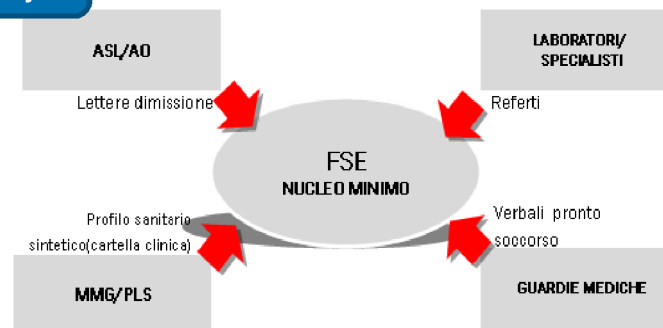 ASL/AO
LABORATORI/
SPECIALISTI
Lettere dimissione
Referti
FSE
NUCLEO MINIMO
Profilo sanitario
sintetico(cartella clinica)
Verbali pronto
soccorso
MMG/PLS
GUARDIE MEDICHE